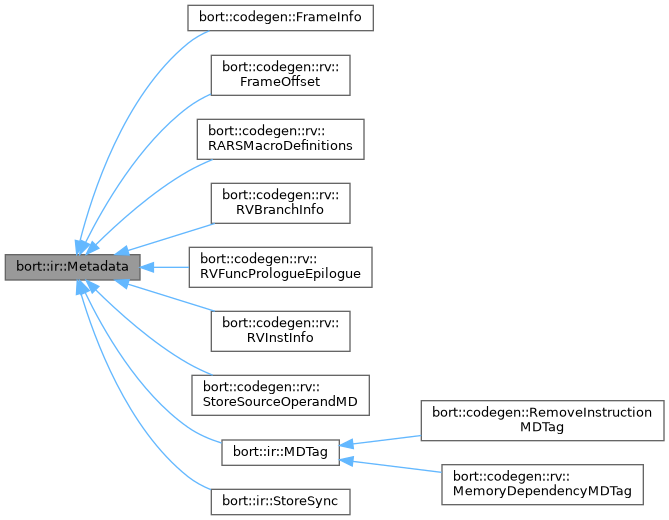 bort::codegen::FrameInfo
bort::codegen::rv::
FrameOffset
bort::codegen::rv::
RARSMacroDefinitions
bort::codegen::rv::
RVBranchInfo
bort::ir::Metadata
bort::codegen::rv::
RVFuncPrologueEpilogue
bort::codegen::rv::
RVInstInfo
bort::codegen::rv::
StoreSourceOperandMD
bort::ir::MDTag
bort::codegen::RemoveInstruction
MDTag
bort::codegen::rv::
MemoryDependencyMDTag
bort::ir::StoreSync